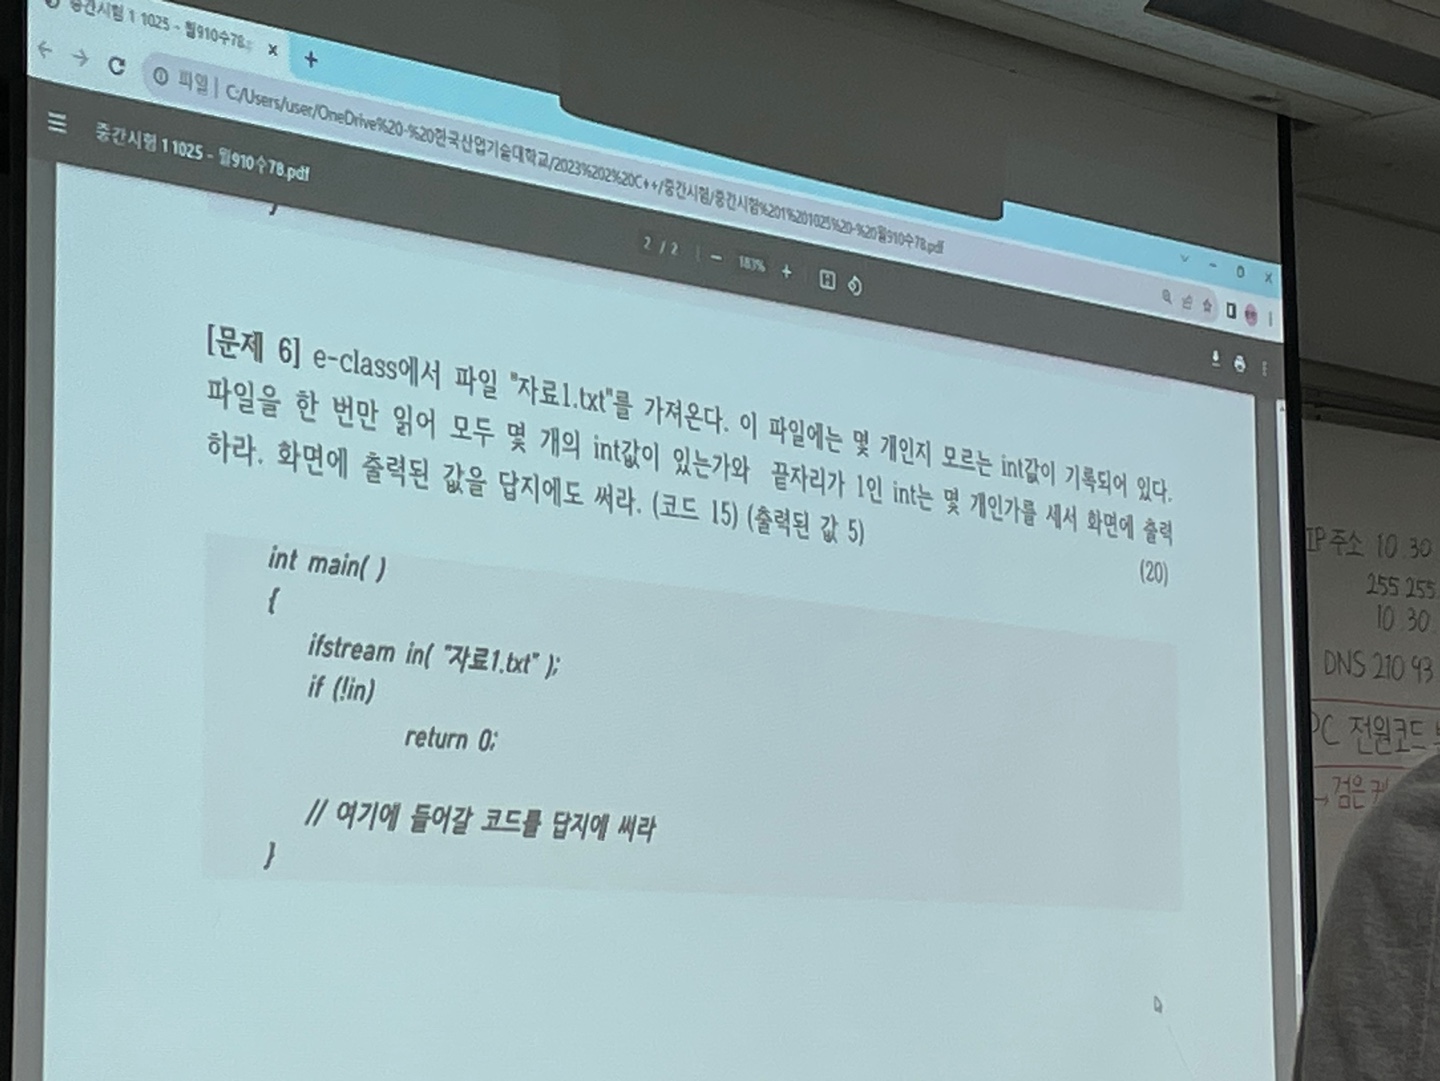 중간시험 1 1025 - 월910수78
파일 | C:/Users/user/OneDrive%20-%20한국산업기술대학교/2023%202%20C++/중간시험/중간시험%201%201025%20-%20월910수78.pdf
중간시험 1 1025 - 월910수78.pdf
2 / 2
183%
}
[문제 6] e-class에서 파일 "자료1.txt"를 가져온다. 이 파일에는 몇 개인지 모르는 int값이 기록되어 있다.
파일을 한 번만 읽어 모두 몇 개의 int값이 있는가와 끝자리가 1인 int는 몇 개인가를 세서 화면에 출력
하라. 화면에 출력된 값을 답지에도 써라. (코드 15) (출력된 값 5)
(20)
int main( )
{
ifstream in( "자료1.txt" );
if (!in)
return 0;
// 여기에 들어갈 코드를 답지에 써라
}
IP 주소 10 30
255 255
10 30
DNS 210 93
PC 전원코드
→ 검은